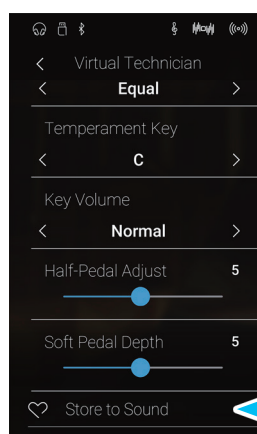 Virtual Technician
Equal
Temperament Key
C
Key Volume
Normal
Half-Pedal Adjust 5
Soft Pedal Depth 5
Store to Sound